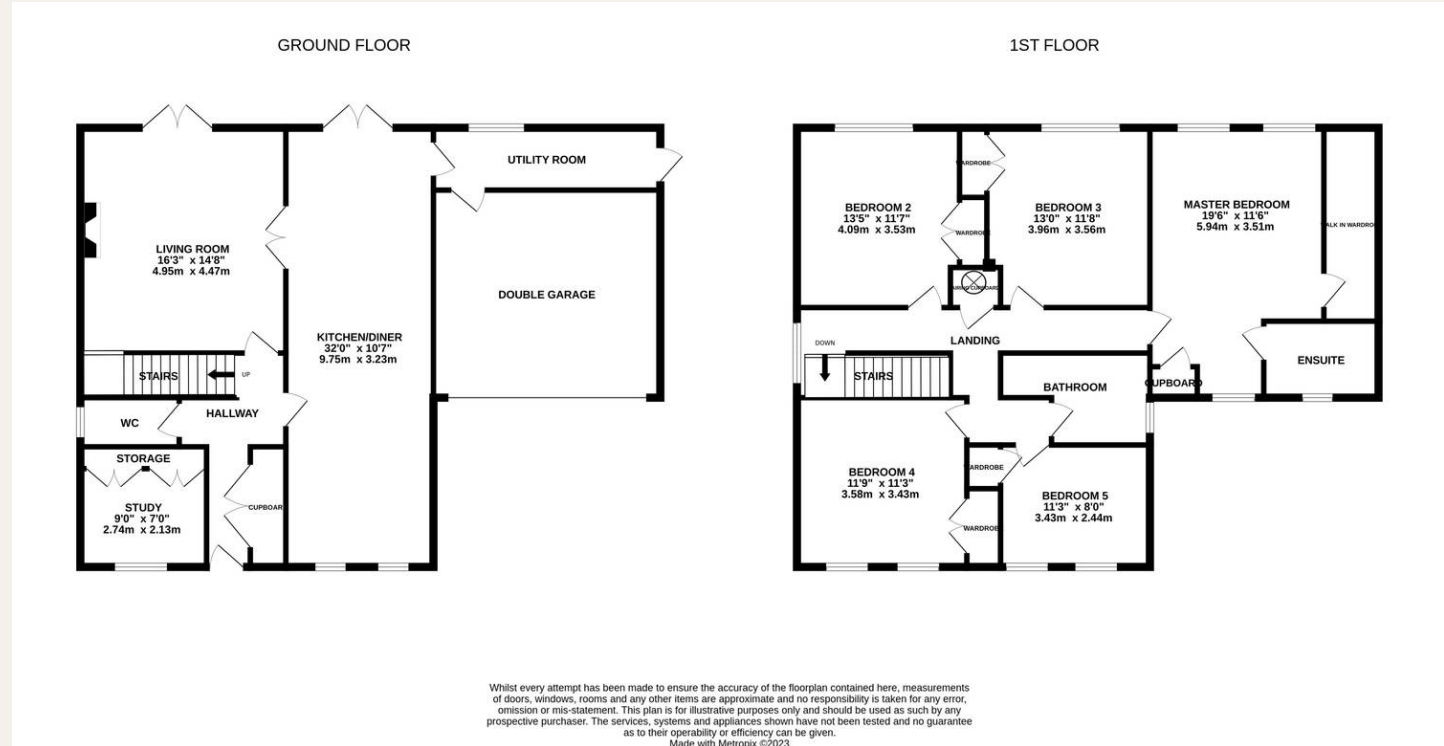 GROUND FLOOR
UTILITY ROOM
LIVING ROOM
16'3" x 14'8"
4.95m x 4.47m
DOUBLE GARAGE
KITCHEN/DINER
32'0" x 10'7"
9.75m x 3.23m
STAIRS
UP
WC
HALLWAY
STORAGE
STUDY
9'0" x 7'0"
2.74m x 2.13m
CUPBOAR
1ST FLOOR
BEDROOM 2
13'5" x 11'7"
4.09m x 3.53m
WARDROBE
WARDROBE
BEDROOM 3
13'0" x 11'8"
3.96m x 3.56m
MASTER BEDROOM
19'6" x 11'6"
5.94m x 3.51m
WALK IN WARDROBE
AIRING CUPBOARD
LANDING
DOWN
STAIRS
BATHROOM
CUPBOARD
ENSUITE
BEDROOM 4
11'9" x 11'3"
3.58m x 3.43m
WARDROBE
WARDROBE
BEDROOM 5
11'3" x 8'0"
3.43m x 2.44m
Whilst every attempt has been made to ensure the accuracy of the floorplan contained here, measurements
of doors, windows, rooms and any other items are approximate and no responsibility is taken for any error,
omission or mis-statement. This plan is for illustrative purposes only and should be used as such by any
prospective purchaser. The services, systems and appliances shown have not been tested and no guarantee
as to their operability or efficiency can be given.
Made with Metropix ©2023